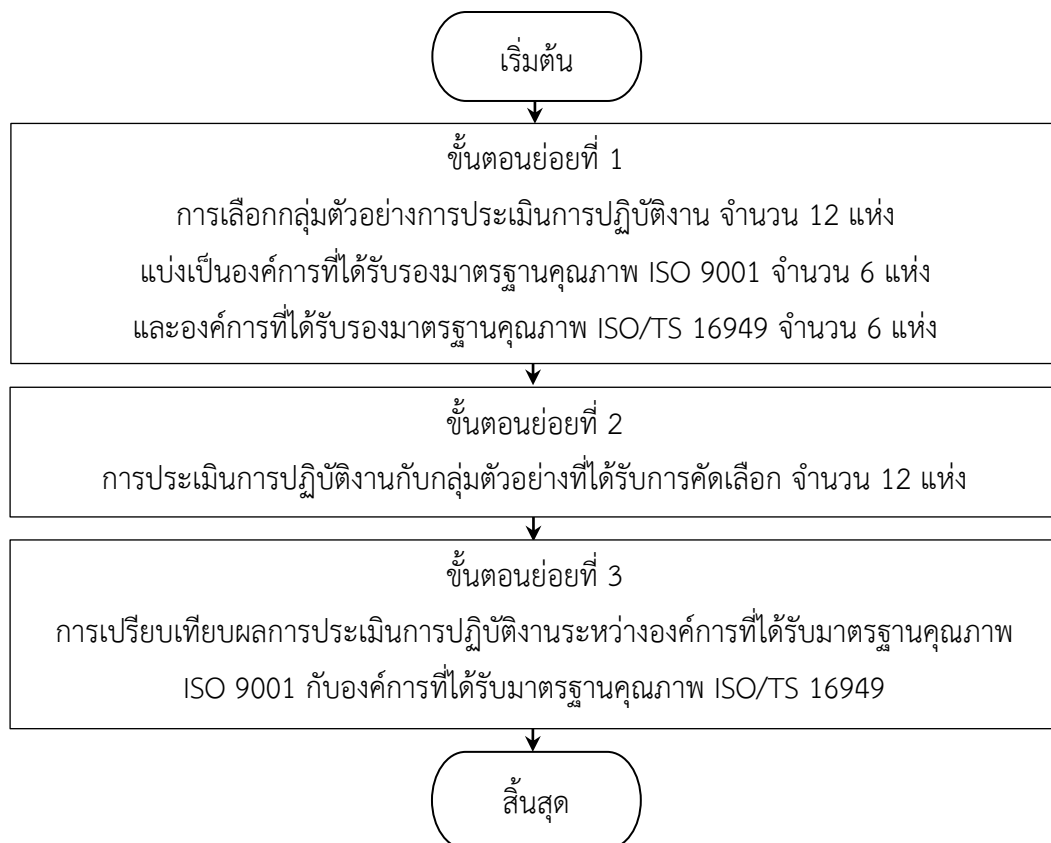 เริ่มต้น
ขั้นตอนย่อยที่ 1
การเลือกกลุ่มตัวอย่างการประเมินการปฏิบัติงาน จำนวน 12 แห่ง
แบ่งเป็นองค์การที่ได้รับรองมาตรฐานคุณภาพ ISO 9001 จำนวน 6 แห่ง
และองค์การที่ได้รับรองมาตรฐานคุณภาพ ISO/TS 16949 จำนวน 6 แห่ง
ขั้นตอนย่อยที่ 2
การประเมินการปฏิบัติงานกับกลุ่มตัวอย่างที่ได้รับการคัดเลือก จำนวน 12 แห่ง
ขั้นตอนย่อยที่ 3
การเปรียบเทียบผลการประเมินการปฏิบัติงานระหว่างองค์การที่ได้รับมาตรฐานคุณภาพ
ISO 9001 กับองค์การที่ได้รับมาตรฐานคุณภาพ ISO/TS 16949
สิ้นสุด